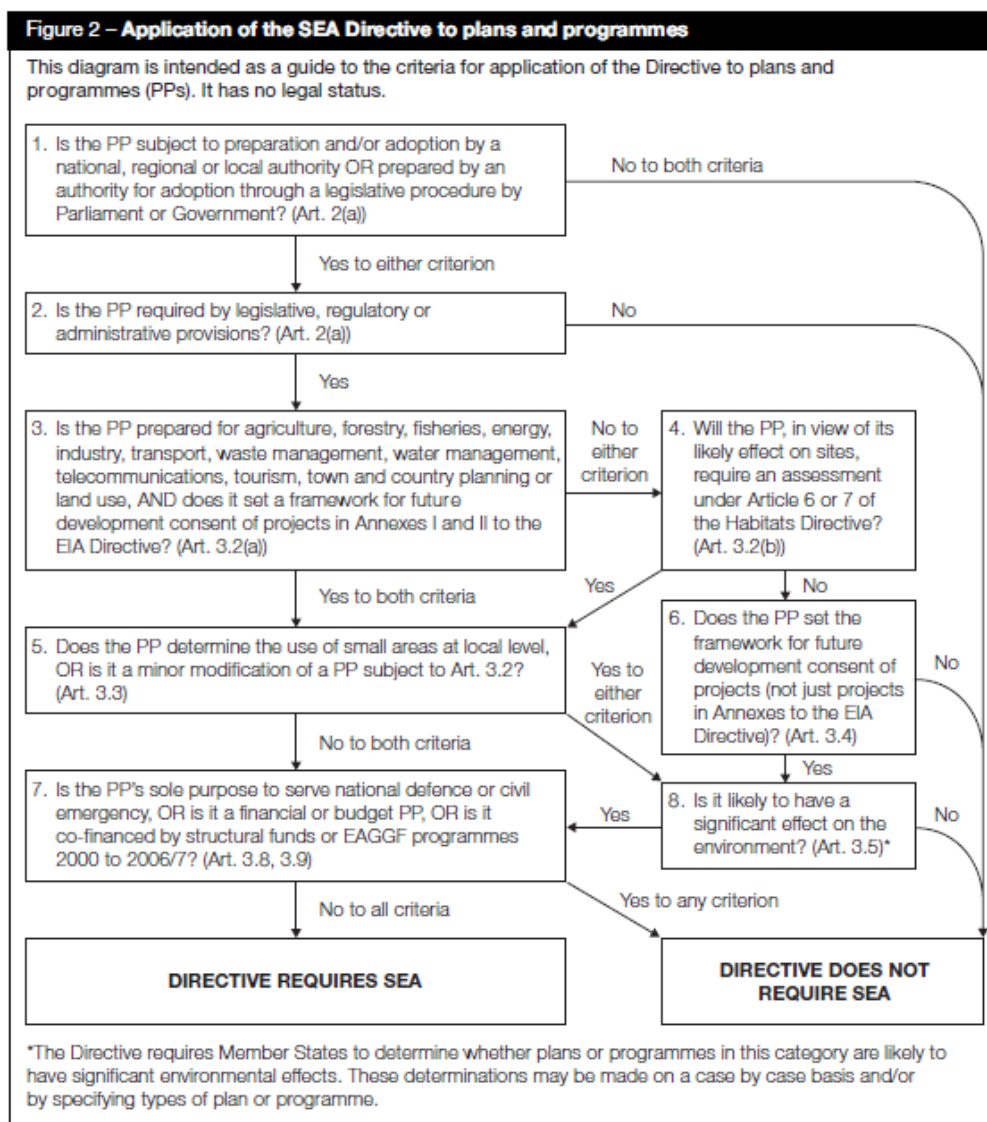 Figure 2 – Application of the SEA Directive to plans and programmes
This diagram is intended as a guide to the criteria for application of the Directive to plans and
programmes (PPs). It has no legal status.
1. Is the PP subject to preparation and/or adoption by a
national, regional or local authority OR prepared by an
authority for adoption through a legislative procedure by
Parliament or Government? (Art. 2(a))
No to both criteria
Yes to either criterion
2. Is the PP required by legislative, regulatory or
administrative provisions? (Art. 2(a))
No
Yes
3. Is the PP prepared for agriculture, forestry, fisheries, energy,
industry, transport, waste management, water management,
telecommunications, tourism, town and country planning or
land use, AND does it set a framework for future
development consent of projects in Annexes I and II to the
EIA Directive? (Art. 3.2(a))
No to
either
criterion
4. Will the PP, in view of its
likely effect on sites,
require an assessment
under Article 6 or 7 of
the Habitats Directive?
(Art. 3.2(b))
Yes to both criteria
Yes
No
5. Does the PP determine the use of small areas at local level,
OR is it a minor modification of a PP subject to Art. 3.2?
(Art. 3.3)
Yes to
either
criterion
6. Does the PP set the
framework for future
development consent of
projects (not just projects
in Annexes to the EIA
Directive)? (Art. 3.4)
No
No to both criteria
Yes
7. Is the PP's sole purpose to serve national defence or civil
emergency, OR is it a financial or budget PP, OR is it
co-financed by structural funds or EAGGF programmes
2000 to 2006/7? (Art. 3.8, 3.9)
Yes
8. Is it likely to have a
significant effect on the
environment? (Art. 3.5)*
No
No to all criteria
Yes to any criterion
DIRECTIVE REQUIRES SEA
DIRECTIVE DOES NOT
REQUIRE SEA
*The Directive requires Member States to determine whether plans or programmes in this category are likely to
have significant environmental effects. These determinations may be made on a case by case basis and/or
by specifying types of plan or programme.